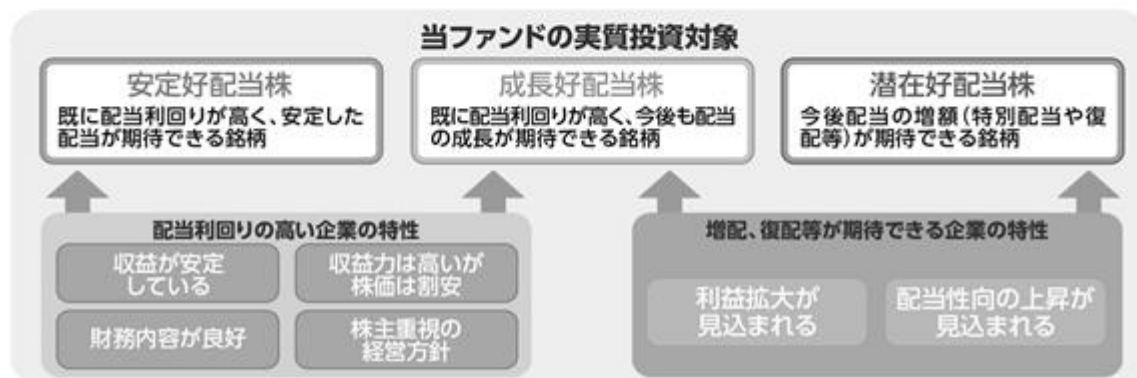 当ファンドの実質投資対象
安定好配当株
既に配当利回りが高く、安定した
配当が期待できる銘柄
成長好配当株
既に配当利回りが高く、今後も配当
の成長が期待できる銘柄
潜在好配当株
今後配当の増額(特別配当や復
配等)が期待できる銘柄
配当利回りの高い企業の特性
収益が安定
している
収益力は高いが
株価は割安
財務内容が良好
株主重視の
経営方針
増配、復配等が期待できる企業の特性
利益拡大が
見込まれる
配当性向の上昇が
見込まれる